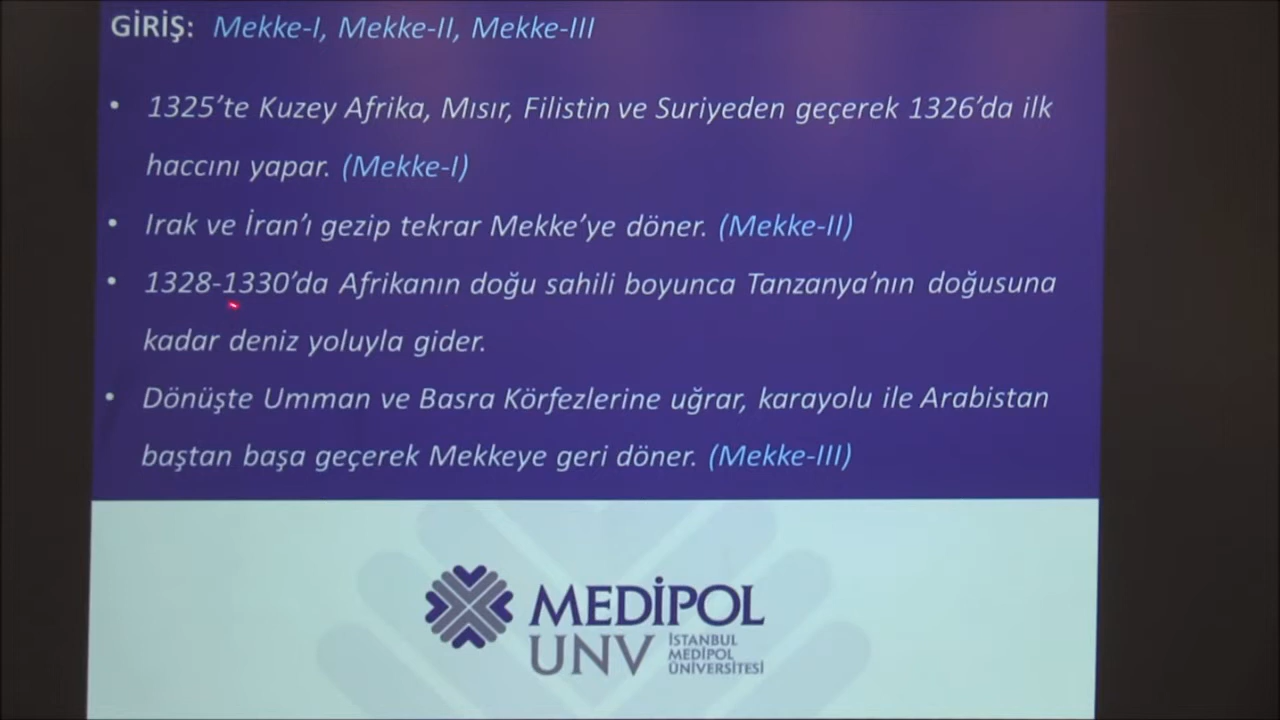 GİRİŞ: Mekke-I, Mekke-II, Mekke-III
• 1325’te Kuzey Afrika, Mısır, Filistin ve Suriyeden geçerek 1326’da ilk
haccını yapar. (Mekke-I)
• Irak ve İran’ı gezip tekrar Mekke’ye döner. (Mekke-II)
• 1328-1330’da Afrikanın doğu sahili boyunca Tanzanya’nın doğusuna
kadar deniz yoluyla gider.
• Dönüşte Umman ve Basra Körfezlerine uğrar, karayolu ile Arabistan
baştan başa geçerek Mekkeye geri döner. (Mekke-III)
MEDİPOL
UNV
İSTANBUL
MEDİPOL
ÜNİVERSİTESİ